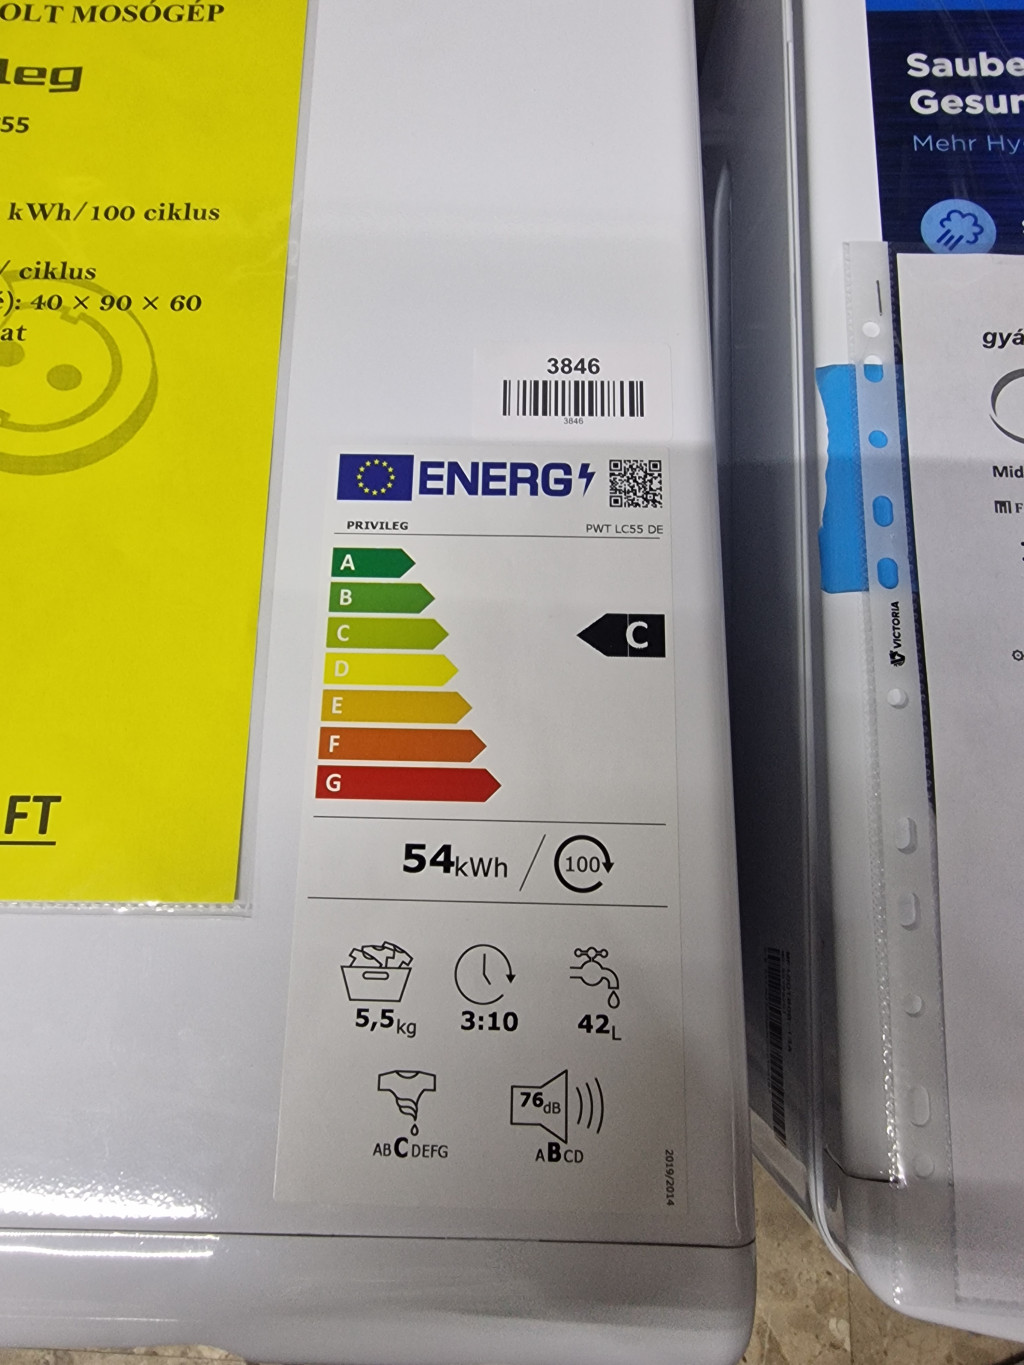 OLT MOSÓGÉP
leg
55
kWh/100 ciklus
/ ciklus
): 40 × 90 × 60
at
FT
3846
3846
ENERG
PRIVILEG
PWT LC55 DE
A
B
C
D
E
F
G
C
54kWh / 100
5,5kg
3:10
42L
ABCDEFG
76dB
ABCD
2019/2014
Saube
Gesun
Mehr Hy
gyá
Mid
VICTORIA